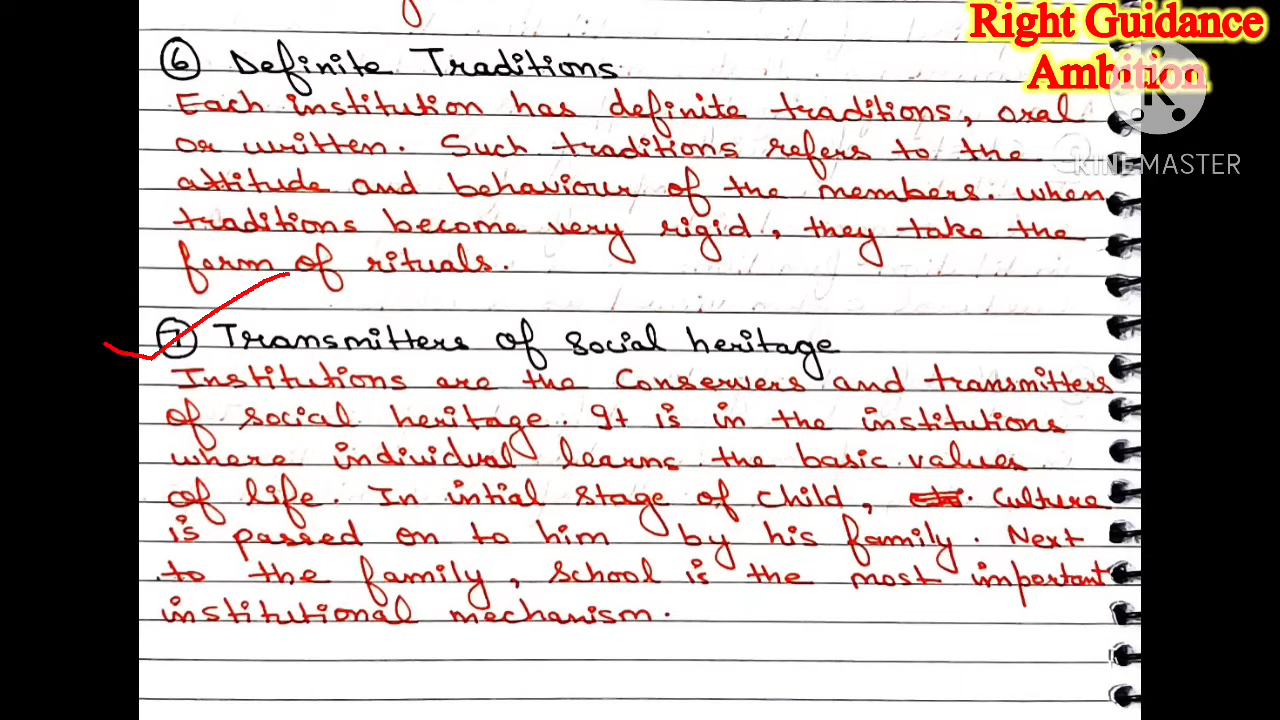 Right Guidance
Ambition
KINEMASTER
⑥ Definite Traditions
Each institution has definite traditions, oral
or written. Such traditions refers to the
attitude and behaviour of the members. when
traditions become very rigid, they take the
form of rituals.
⑦ Transmitters of Social heritage
Institutions are the Conservers and transmitters
of social heritage. It is in the institutions
where individual learns the basic values
of life. In intial stage of child, Culture
is passed on to him by his family. Next
to the family, School is the most important
institutional mechanism.